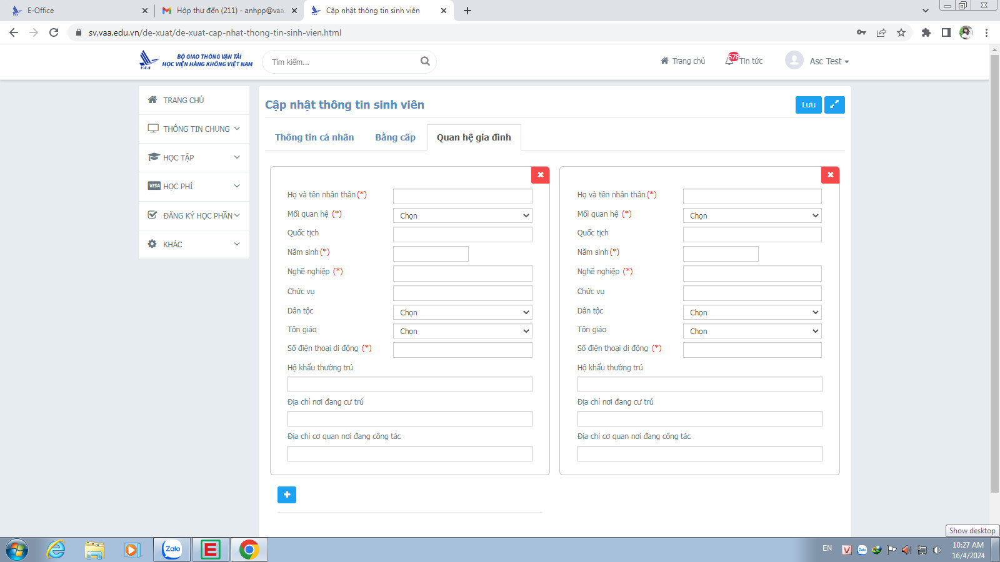 E-Office
Hộp thư đến (211) - anhpp@vaa.
Cập nhật thông tin sinh viên
sv.vaa.edu.vn/de-xuat/de-xuat-cap-nhat-thong-tin-sinh-vien.html
VAA
BỘ GIAO THÔNG VẬN TẢI
HỌC VIỆN HÀNG KHÔNG VIỆT NAM
Tìm kiếm...
Trang chủ
678
Tin tức
Asc Test
TRANG CHỦ
THÔNG TIN CHUNG
HỌC TẬP
VISA HỌC PHÍ
ĐĂNG KÝ HỌC PHẦN
KHÁC
Cập nhật thông tin sinh viên
Lưu
Thông tin cá nhân
Bằng cấp
Quan hệ gia đình
Họ và tên nhân thân (*)
Mối quan hệ (*)
Chọn
Quốc tịch
Năm sinh (*)
Nghề nghiệp (*)
Chức vụ
Dân tộc
Chọn
Tôn giáo
Chọn
Số điện thoại di động (*)
Hộ khẩu thường trú
Địa chỉ nơi đang cư trú
Địa chỉ cơ quan nơi đang công tác
Họ và tên nhân thân (*)
Mối quan hệ (*)
Chọn
Quốc tịch
Năm sinh (*)
Nghề nghiệp (*)
Chức vụ
Dân tộc
Chọn
Tôn giáo
Chọn
Số điện thoại di động (*)
Hộ khẩu thường trú
Địa chỉ nơi đang cư trú
Địa chỉ cơ quan nơi đang công tác
Show desktop
Zalo
E
EN
V
Zalo
10:27 AM
16/4/2024